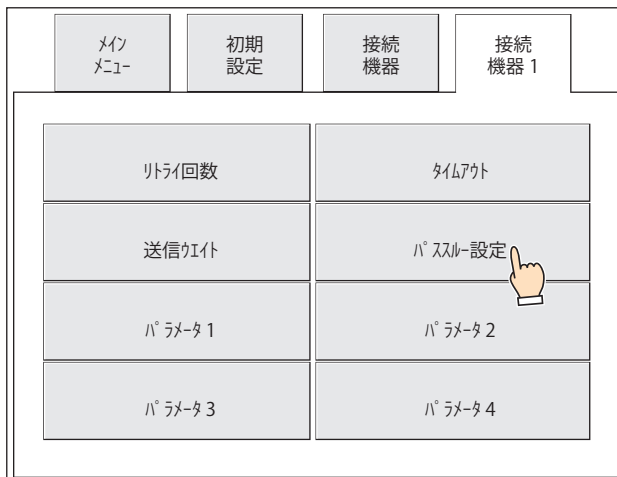 ﾒｲﾝ
ﾒﾆｭｰ
初期
設定
接続
機器
接続
機器 1
ﾘﾄﾗｲ回数
ﾀｲﾑｱｳﾄ
送信ｳｴｲﾄ
ﾊﾟｽｽﾙｰ設定
ﾊﾟﾗﾒｰﾀ 1
ﾊﾟﾗﾒｰﾀ 2
ﾊﾟﾗﾒｰﾀ 3
ﾊﾟﾗﾒｰﾀ 4